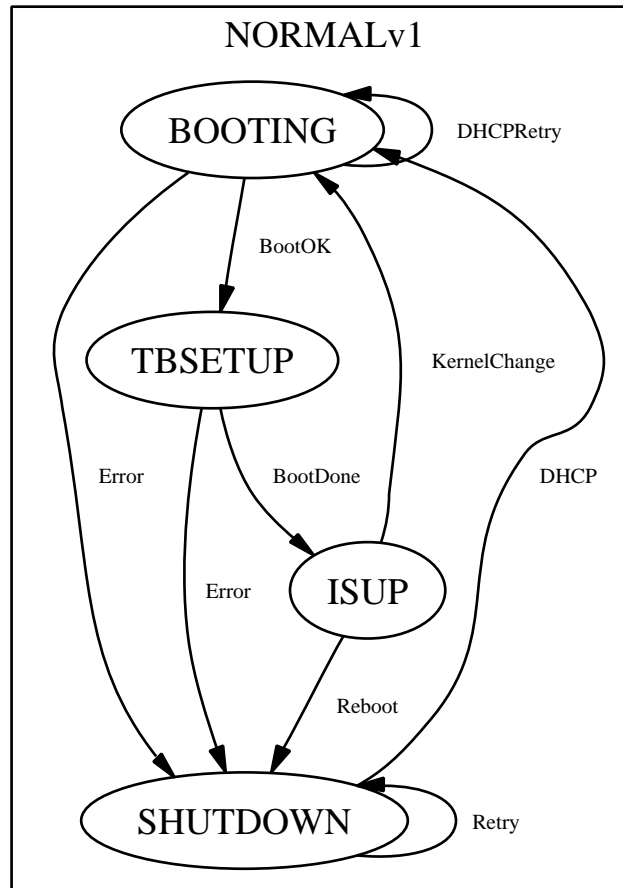 NORMALv1
BOOTING
DHCPRetry
BootOK
TBSETUP
KernelChange
Error
BootDone
DHCP
Error
ISUP
Reboot
SHUTDOWN
Retry